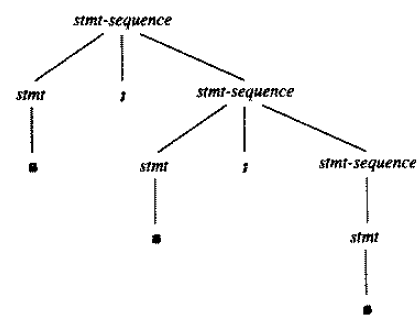 stmt-sequence
stmt ; stmt-sequence
s stmt ; stmt-sequence
s stmt
s